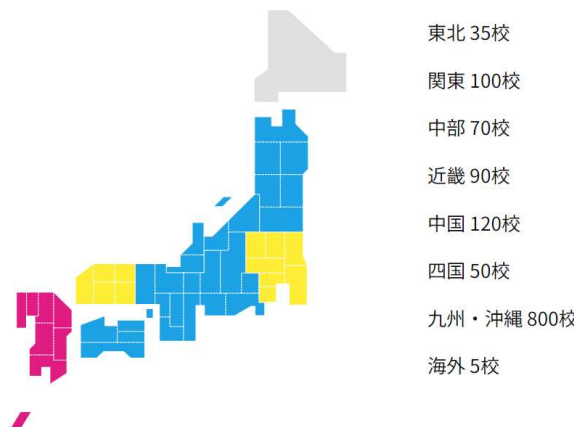 東北 35校
関東 100校
中部 70校
近畿 90校
中国 120校
四国 50校
九州・沖縄 800校
海外 5校